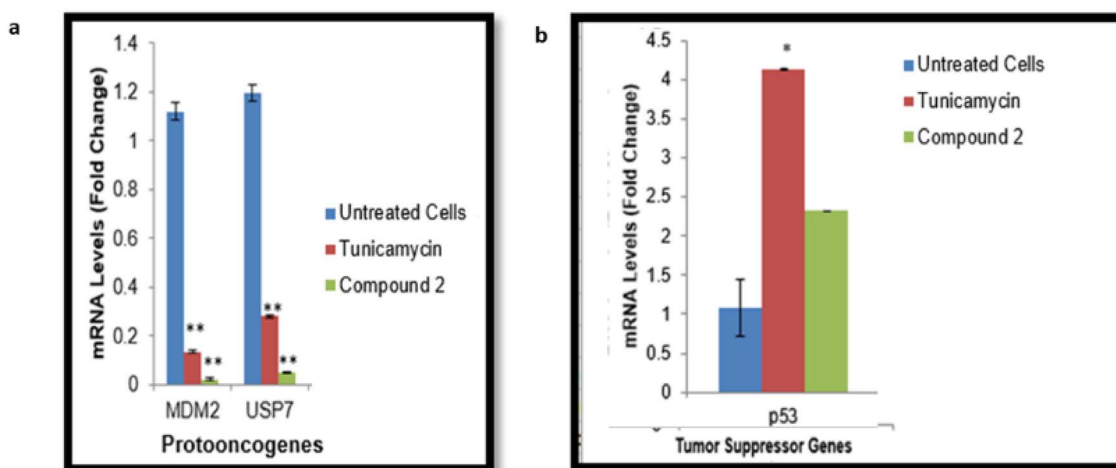 a
mRNA Levels (Fold Change)
1.4
1.2
1
0.8
0.6
0.4
0.2
0
** ** ** **
MDM2 USP7
Protooncogenes
Untreated Cells
Tunicamycin
Compound 2
b
mRNA Levels (Fold Change)
4.5
4
3.5
3
2.5
2
1.5
1
0.5
0
*
p53
Tumor Suppressor Genes
Untreated Cells
Tunicamycin
Compound 2